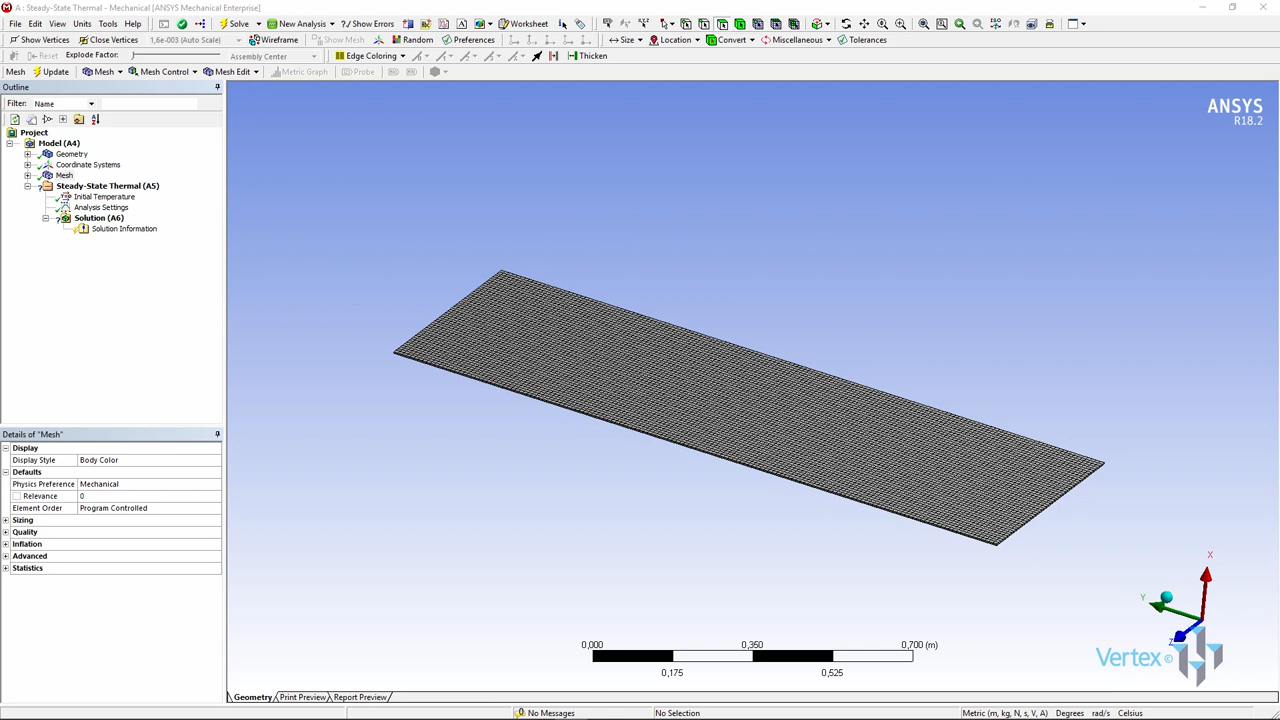 A : Steady-State Thermal - Mechanical [ANSYS Mechanical Enterprise]
File Edit View Units Tools Help Solve New Analysis Show Errors Worksheet
Show Vertices Close Vertices 1,6e-003 (Auto Scale) Wireframe Show Mesh Random Preferences Size Location Convert Miscellaneous Tolerances
Reset Explode Factor: Assembly Center Edge Coloring Thicken
Mesh Update Mesh Mesh Control Mesh Edit Metric Graph Probe
Outline
Filter: Name
Project
Model (A4)
Geometry
Coordinate Systems
Mesh
Steady-State Thermal (A5)
Initial Temperature
Analysis Settings
Solution (A6)
Solution Information
Details of "Mesh"
Display
Display Style Body Color
Defaults
Physics Preference Mechanical
Relevance 0
Element Order Program Controlled
Sizing
Quality
Inflation
Advanced
Statistics
ANSYS
R18.2
X
Y
Z
0,000 0,350 0,700 (m)
0,175 0,525
Vertex ©
Geometry Print Preview Report Preview
No Messages No Selection Metric (m, kg, N, s, V, A) Degrees rad/s Celsius